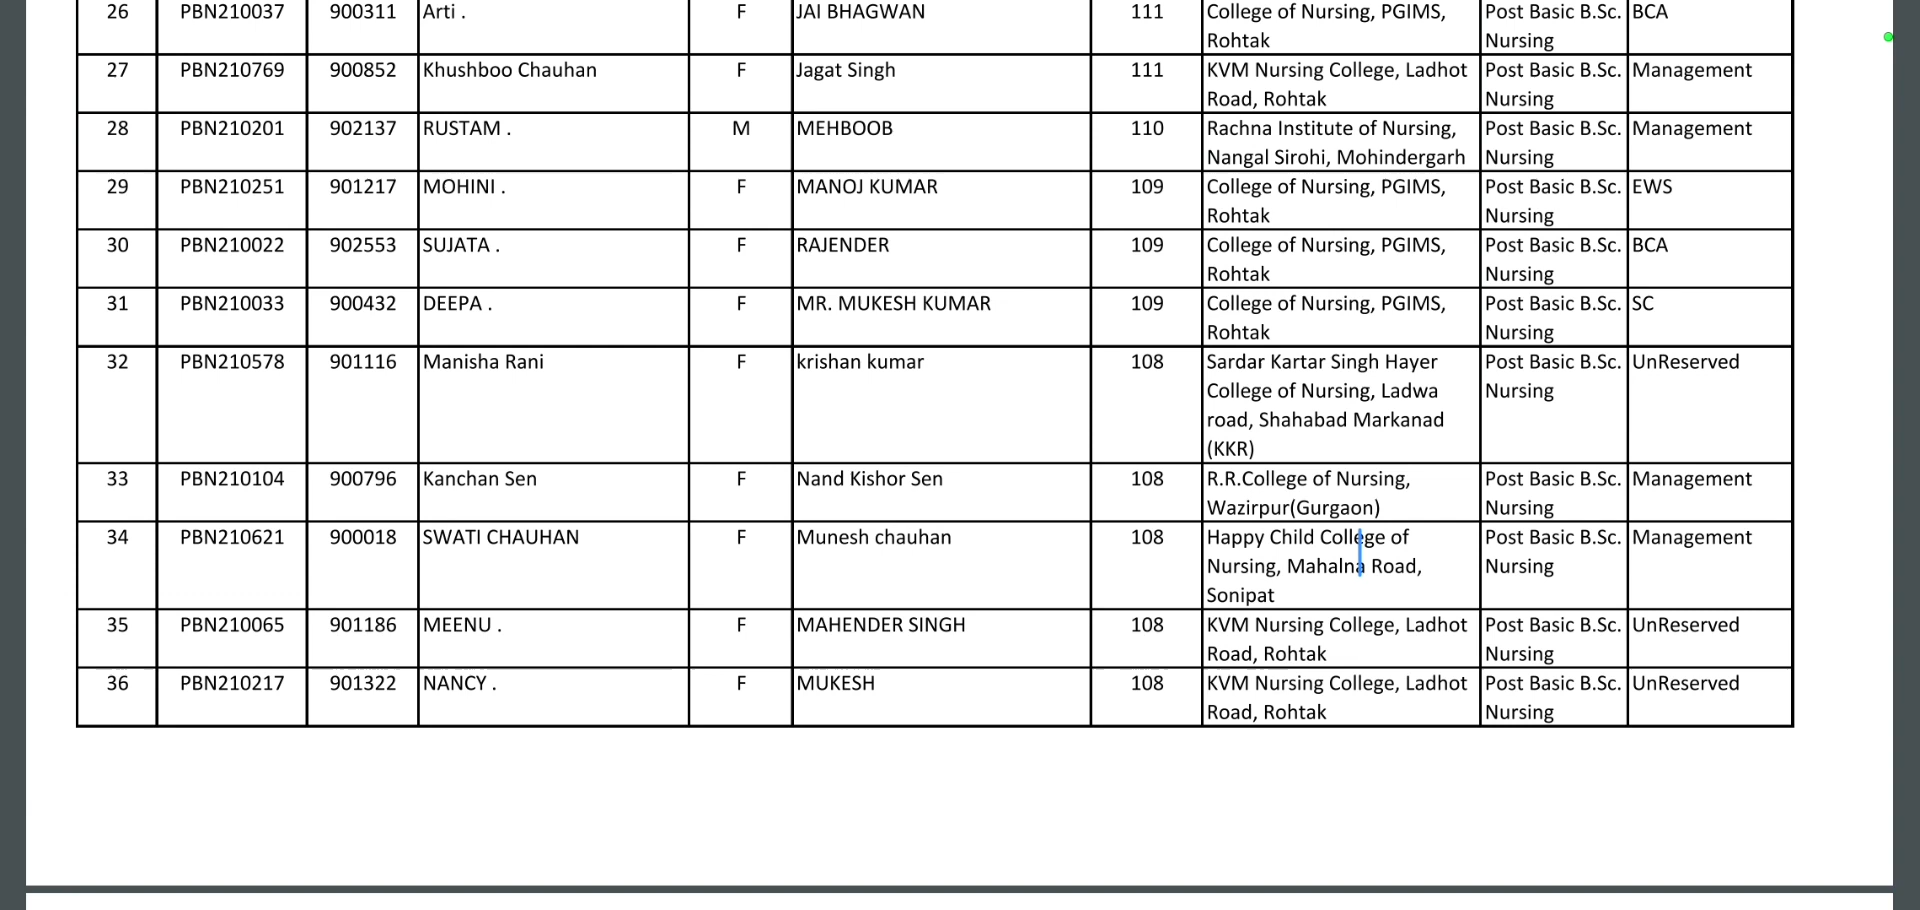 26 PBN210037 900311 Arti . F JAI BHAGWAN 111 College of Nursing, PGIMS, Post Basic B.Sc. BCA
Rohtak Nursing
27 PBN210769 900852 Khushboo Chauhan F Jagat Singh 111 KVM Nursing College, Ladhot Post Basic B.Sc. Management
Road, Rohtak Nursing
28 PBN210201 902137 RUSTAM . M MEHBOOB 110 Rachna Institute of Nursing, Post Basic B.Sc. Management
Nangal Sirohi, Mohindergarh Nursing
29 PBN210251 901217 MOHINI . F MANOJ KUMAR 109 College of Nursing, PGIMS, Post Basic B.Sc. EWS
Rohtak Nursing
30 PBN210022 902553 SUJATA . F RAJENDER 109 College of Nursing, PGIMS, Post Basic B.Sc. BCA
Rohtak Nursing
31 PBN210033 900432 DEEPA . F MR. MUKESH KUMAR 109 College of Nursing, PGIMS, Post Basic B.Sc. SC
Rohtak Nursing
32 PBN210578 901116 Manisha Rani F krishan kumar 108 Sardar Kartar Singh Hayer Post Basic B.Sc. UnReserved
College of Nursing, Ladwa Nursing
road, Shahabad Markanad
(KKR)
33 PBN210104 900796 Kanchan Sen F Nand Kishor Sen 108 R.R.College of Nursing, Post Basic B.Sc. Management
Wazirpur(Gurgaon) Nursing
34 PBN210621 900018 SWATI CHAUHAN F Munesh chauhan 108 Happy Child College of Post Basic B.Sc. Management
Nursing, Mahalna Road, Nursing
Sonipat
35 PBN210065 901186 MEENU . F MAHENDER SINGH 108 KVM Nursing College, Ladhot Post Basic B.Sc. UnReserved
Road, Rohtak Nursing
36 PBN210217 901322 NANCY . F MUKESH 108 KVM Nursing College, Ladhot Post Basic B.Sc. UnReserved
Road, Rohtak Nursing